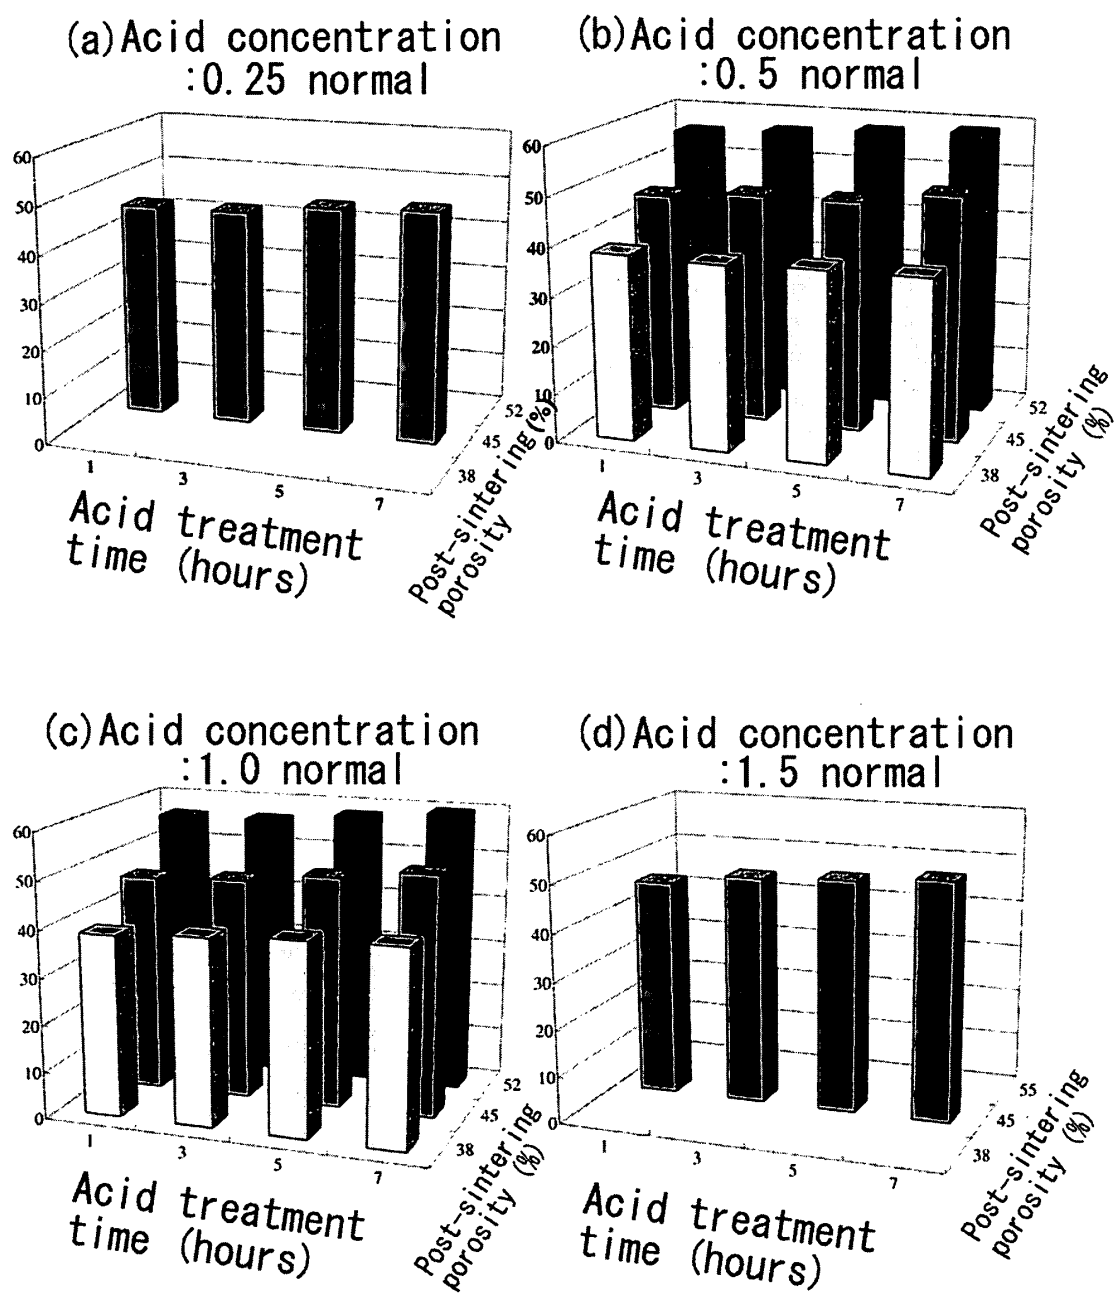 (a)Acid concentration
:0.25 normal
60
50
40
30
20
10
0
1
3
5
7
38
45
52
Acid treatment
time (hours)
Post-sintering
porosity (%)
(b)Acid concentration
:0.5 normal
60
50
40
30
20
10
0
1
3
5
7
38
45
52
Acid treatment
time (hours)
Post-sintering
porosity (%)
(c)Acid concentration
:1.0 normal
60
50
40
30
20
10
0
1
3
5
7
38
45
52
Acid treatment
time (hours)
Post-sintering
porosity (%)
(d)Acid concentration
:1.5 normal
60
50
40
30
20
10
0
1
3
5
7
38
45
55
Acid treatment
time (hours)
Post-sintering
porosity (%)